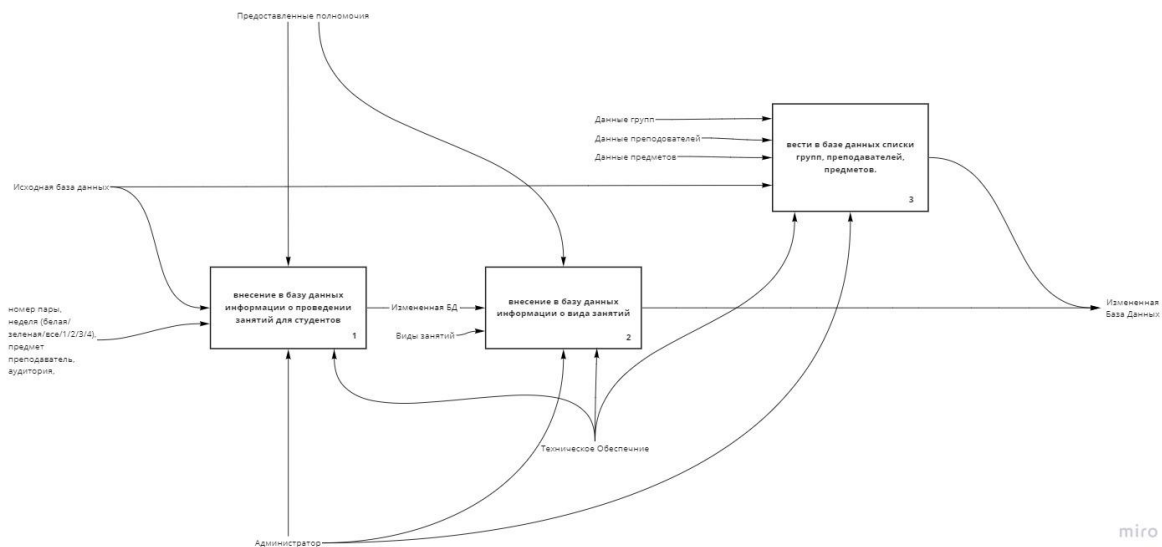 Предоставленные полномочия
Данные групп
Данные преподователей
Данные предметов
вести в базе данных списки
групп, преподавателей,
предметов.
3
Исходная база данных
номер пары,
неделя (белая/
зеленая/все/1/2/3/4),
предмет
преподаватель,
аудитория,
внесение в базу данных
информации о проведении
занятий для студентов
1
Измененная БД
Виды занятий
внесение в базу данных
информации о вида занятий
2
Измененная
База Данных
Техническое Обеспечние
Администратор
miro